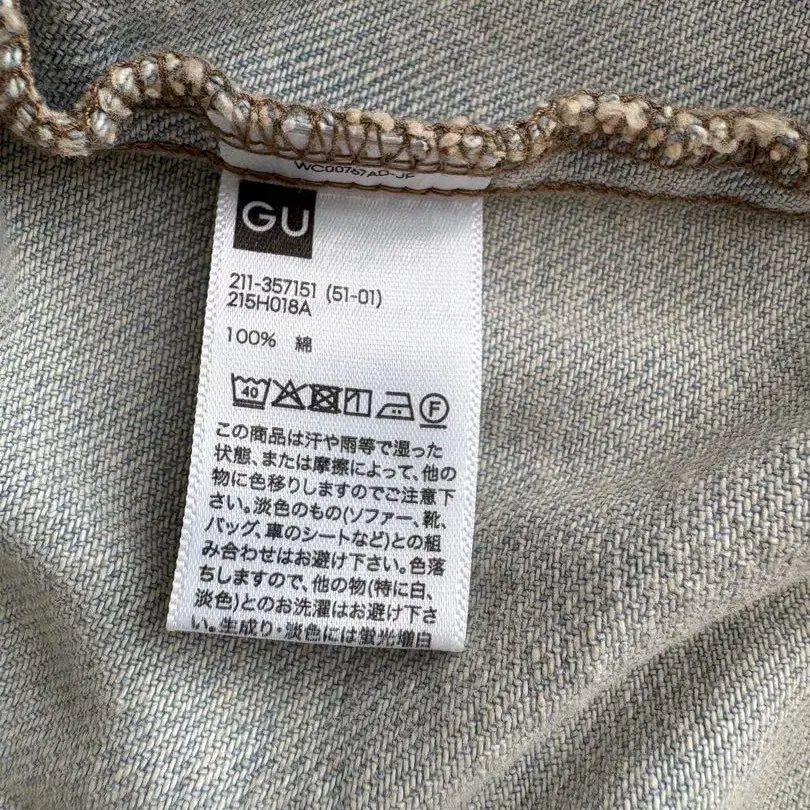 WC00767AD-JP
GU
211-357151 (51-01)
215H018A
100% 綿
40 F
この商品は汗や雨等で湿った
状態、または摩擦によって、他の
物に色移りしますのでご注意下
さい。淡色のもの(ソファー、靴、
バッグ、車のシートなど)との組
み合わせはお避け下さい。色落
ちしますので、他の物(特に白、
淡色)とのお洗濯はお避け下さ
い。生成り・淡色には蛍光増白